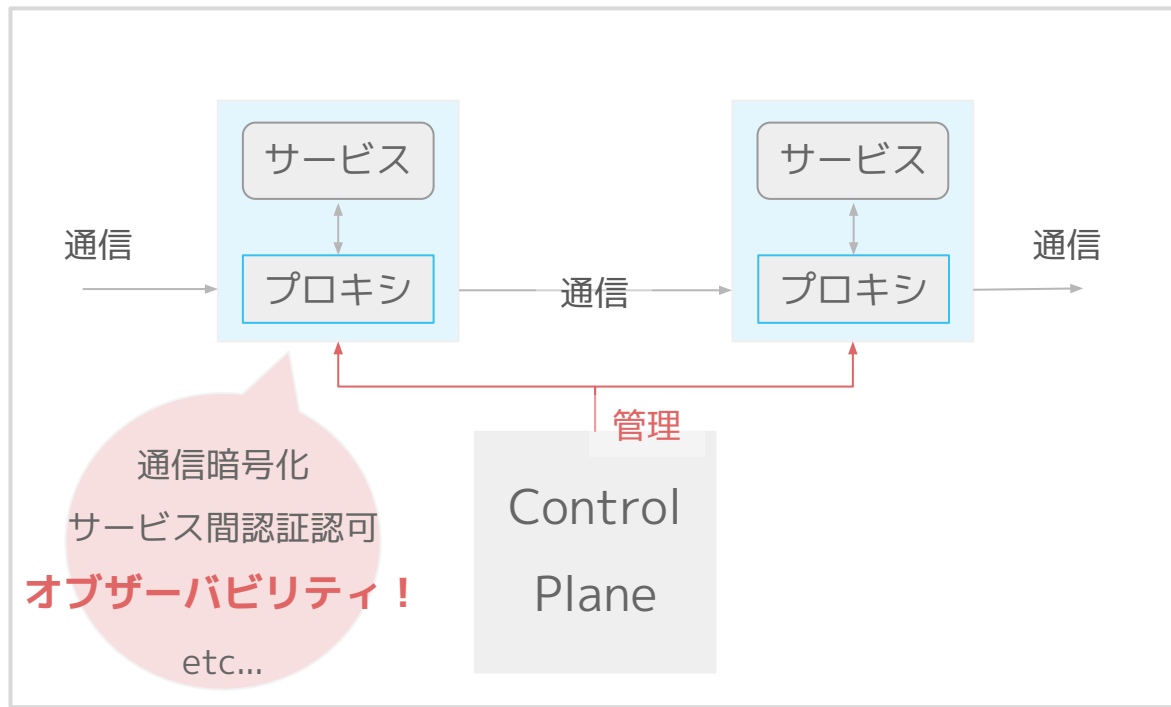 サービス
サービス
通信
プロキシ
通信
プロキシ
通信
管理
通信暗号化
サービス間認証認可
オブザーバビリティ！
etc...
Control
Plane